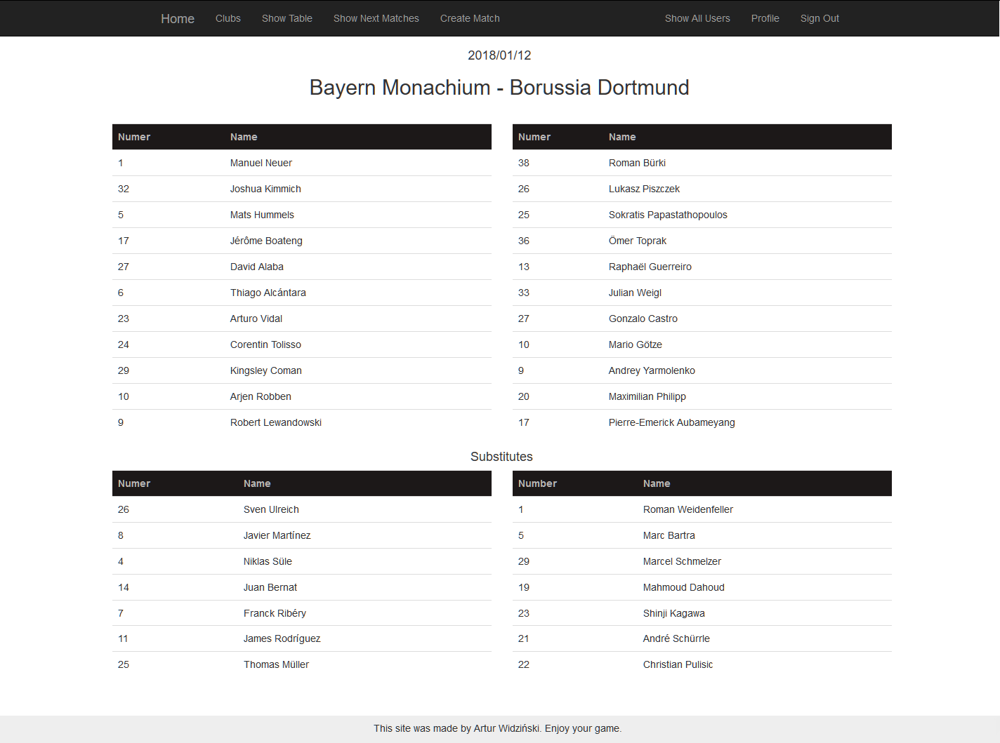 Home Clubs Show Table Show Next Matches Create Match Show All Users Profile Sign Out
2018/01/12
Bayern Monachium - Borussia Dortmund
Numer Name Numer Name
1 Manuel Neuer 38 Roman Bürki
32 Joshua Kimmich 26 Lukasz Piszczek
5 Mats Hummels 25 Sokratis Papastathopoulos
17 Jérôme Boateng 36 Ömer Toprak
27 David Alaba 13 Raphaël Guerreiro
6 Thiago Alcántara 33 Julian Weigl
23 Arturo Vidal 27 Gonzalo Castro
24 Corentin Tolisso 10 Mario Götze
29 Kingsley Coman 9 Andrey Yarmolenko
10 Arjen Robben 20 Maximilian Philipp
9 Robert Lewandowski 17 Pierre-Emerick Aubameyang
Substitutes
Numer Name Number Name
26 Sven Ulreich 1 Roman Weidenfeller
8 Javier Martínez 5 Marc Bartra
4 Niklas Süle 29 Marcel Schmelzer
14 Juan Bernat 19 Mahmoud Dahoud
7 Franck Ribéry 23 Shinji Kagawa
11 James Rodríguez 21 André Schürrle
25 Thomas Müller 22 Christian Pulisic
This site was made by Artur Widziński. Enjoy your game.